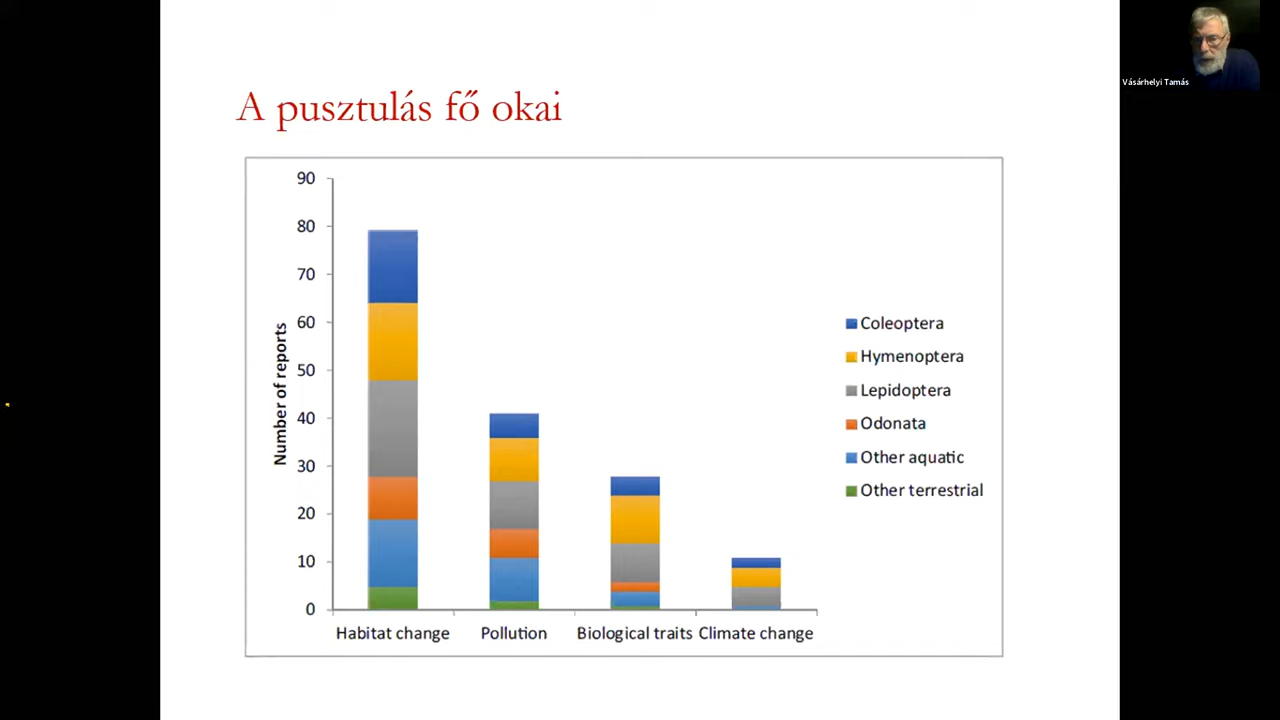 Vásárhelyi Tamás
A pusztulás fő okai
90
80
70
60
50
40
30
20
10
0
Number of reports
Habitat change
Pollution
Biological traits
Climate change
Coleoptera
Hymenoptera
Lepidoptera
Odonata
Other aquatic
Other terrestrial